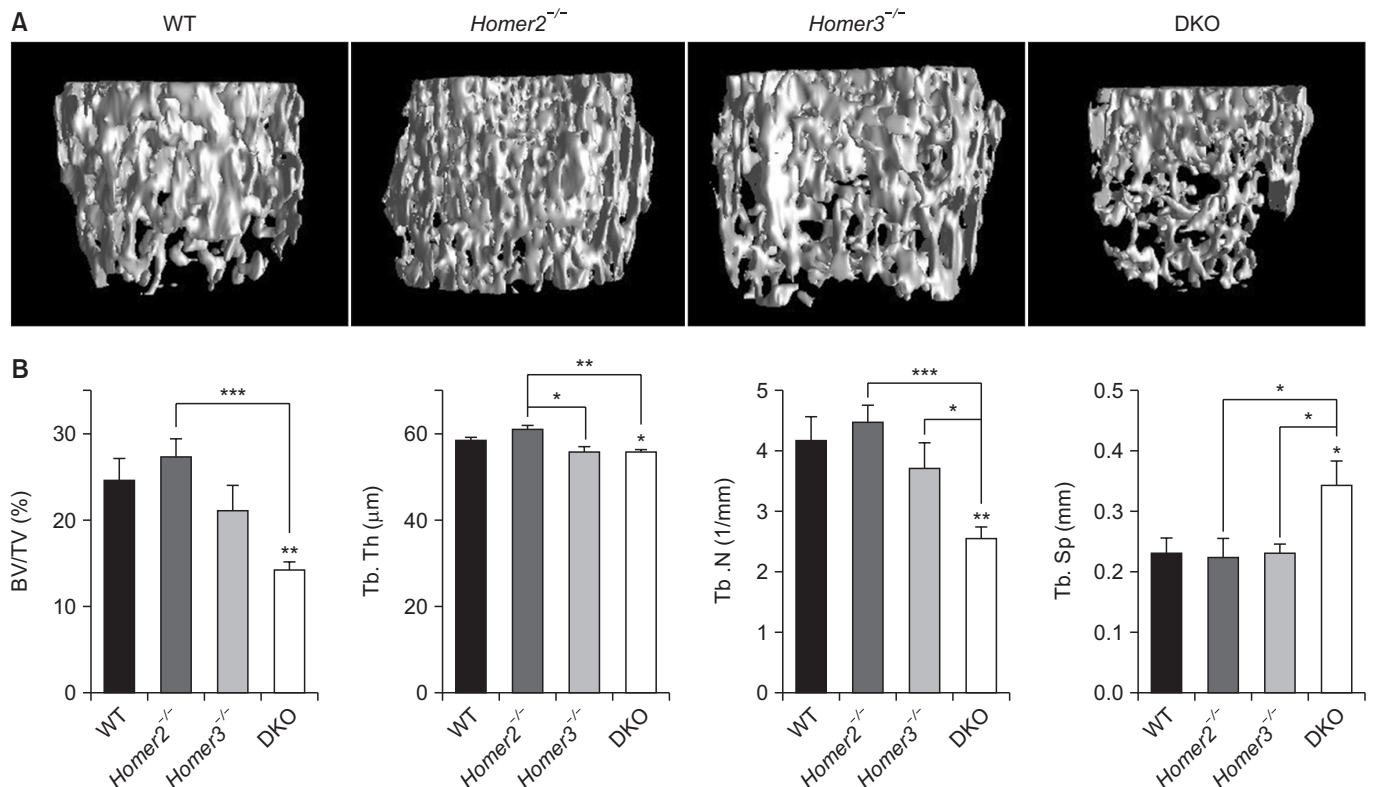 A
WT
Homer2−/−
Homer3−/−
DKO
B
BV/TV (%)
30
20
10
0
***
**
WT
Homer2−/−
Homer3−/−
DKO
Tb. Th (μm)
60
40
60
20
0
**
*
*
WT
Homer2−/−
Homer3−/−
DKO
Tb .N (1/mm)
5
4
3
2
1
0
***
*
**
WT
Homer2−/−
Homer3−/−
DKO
Tb. Sp (mm)
0.5
0.4
0.3
0.2
0.1
0.0
*
*
*
WT
Homer2−/−
Homer3−/−
DKO